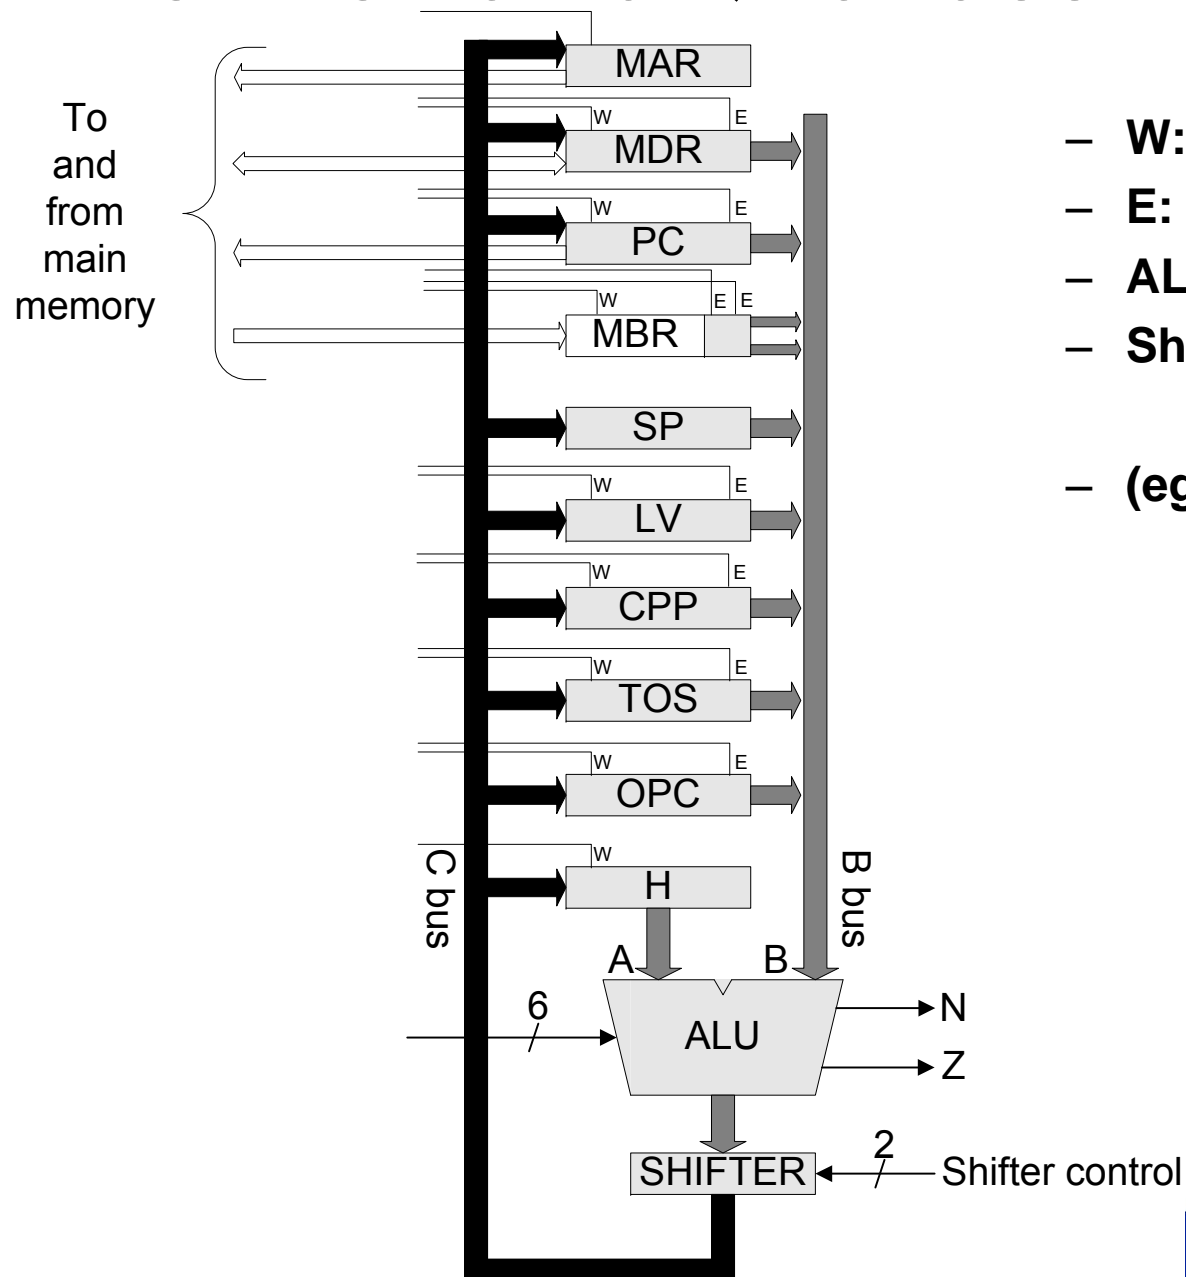 MAR
To
and
from
main
memory
W E
MDR
W E
PC
W E E
MBR
SP
W E
LV
W E
CPP
W E
TOS
W E
OPC
W
H
C bus
B bus
A B
6
ALU
N
Z
2
SHIFTER
Shifter control
– W:
– E:
– AL
– Sh
– (eg